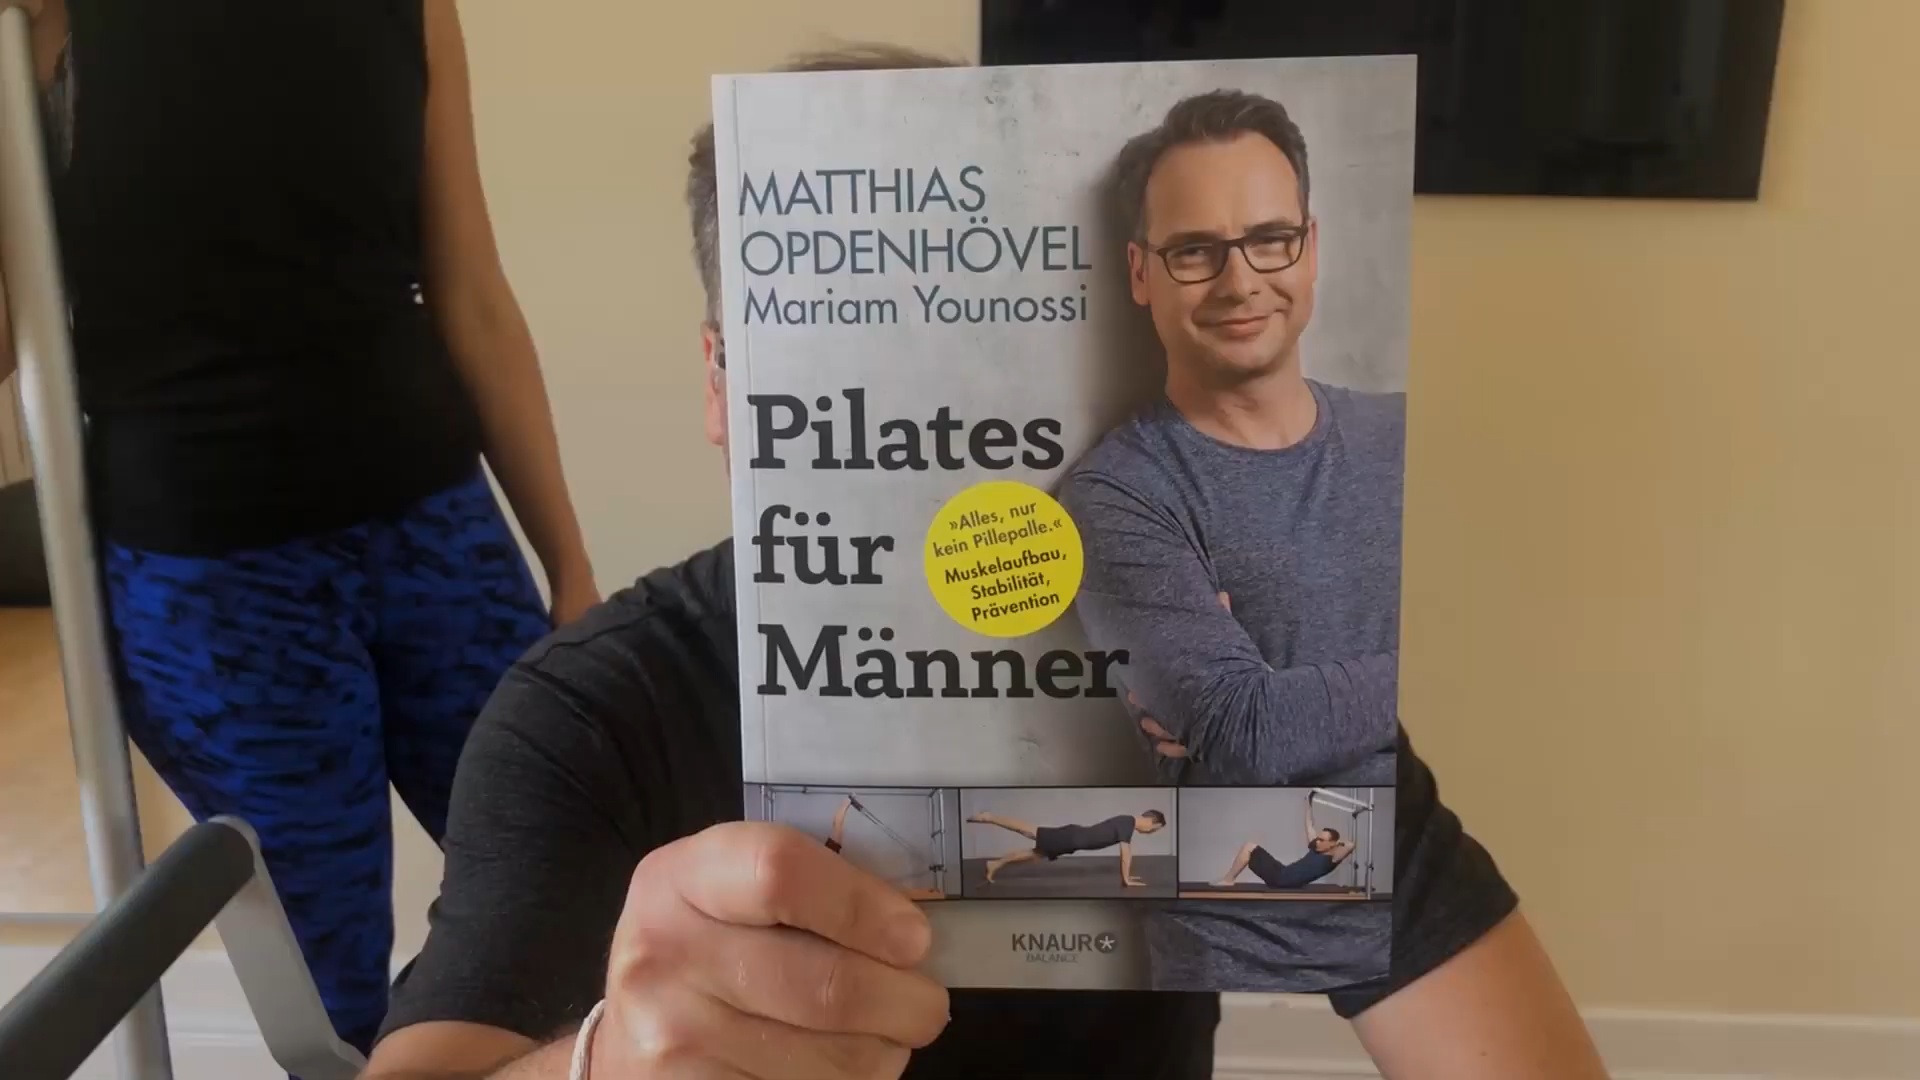 MATTHIAS
OPDENHÖVEL
Mariam Younossi
Pilates
für
Männer
»Alles, nur
kein Pillepalle.«
Muskelaufbau,
Stabilität,
Prävention
KNAUR
BALANCE